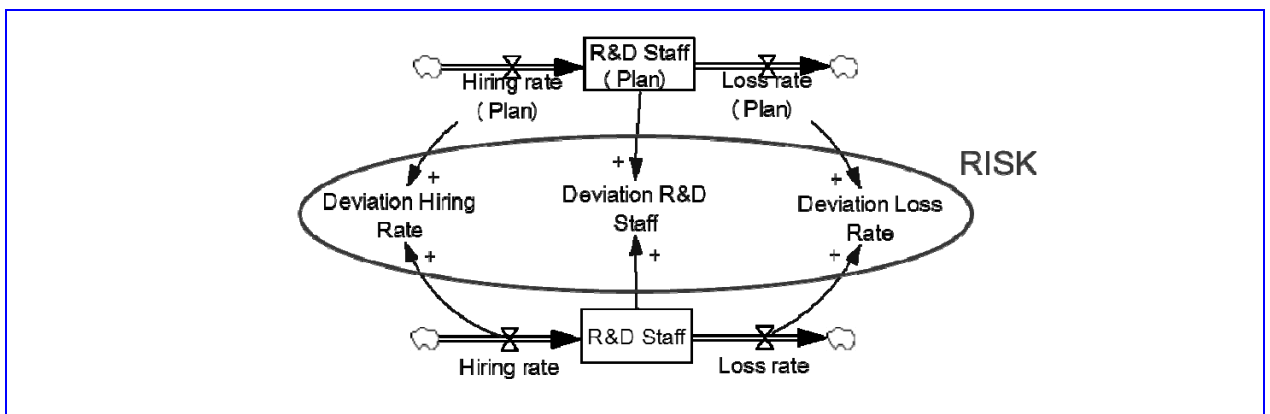 R&D Staff
( Plan)
Hiring rate
( Plan)
Loss rate
( Plan)
RISK
+
+
+
Deviation Hiring
Rate
Deviation R&D
Staff
Deviation Loss
Rate
+
+
+
R&D Staff
Hiring rate
Loss rate